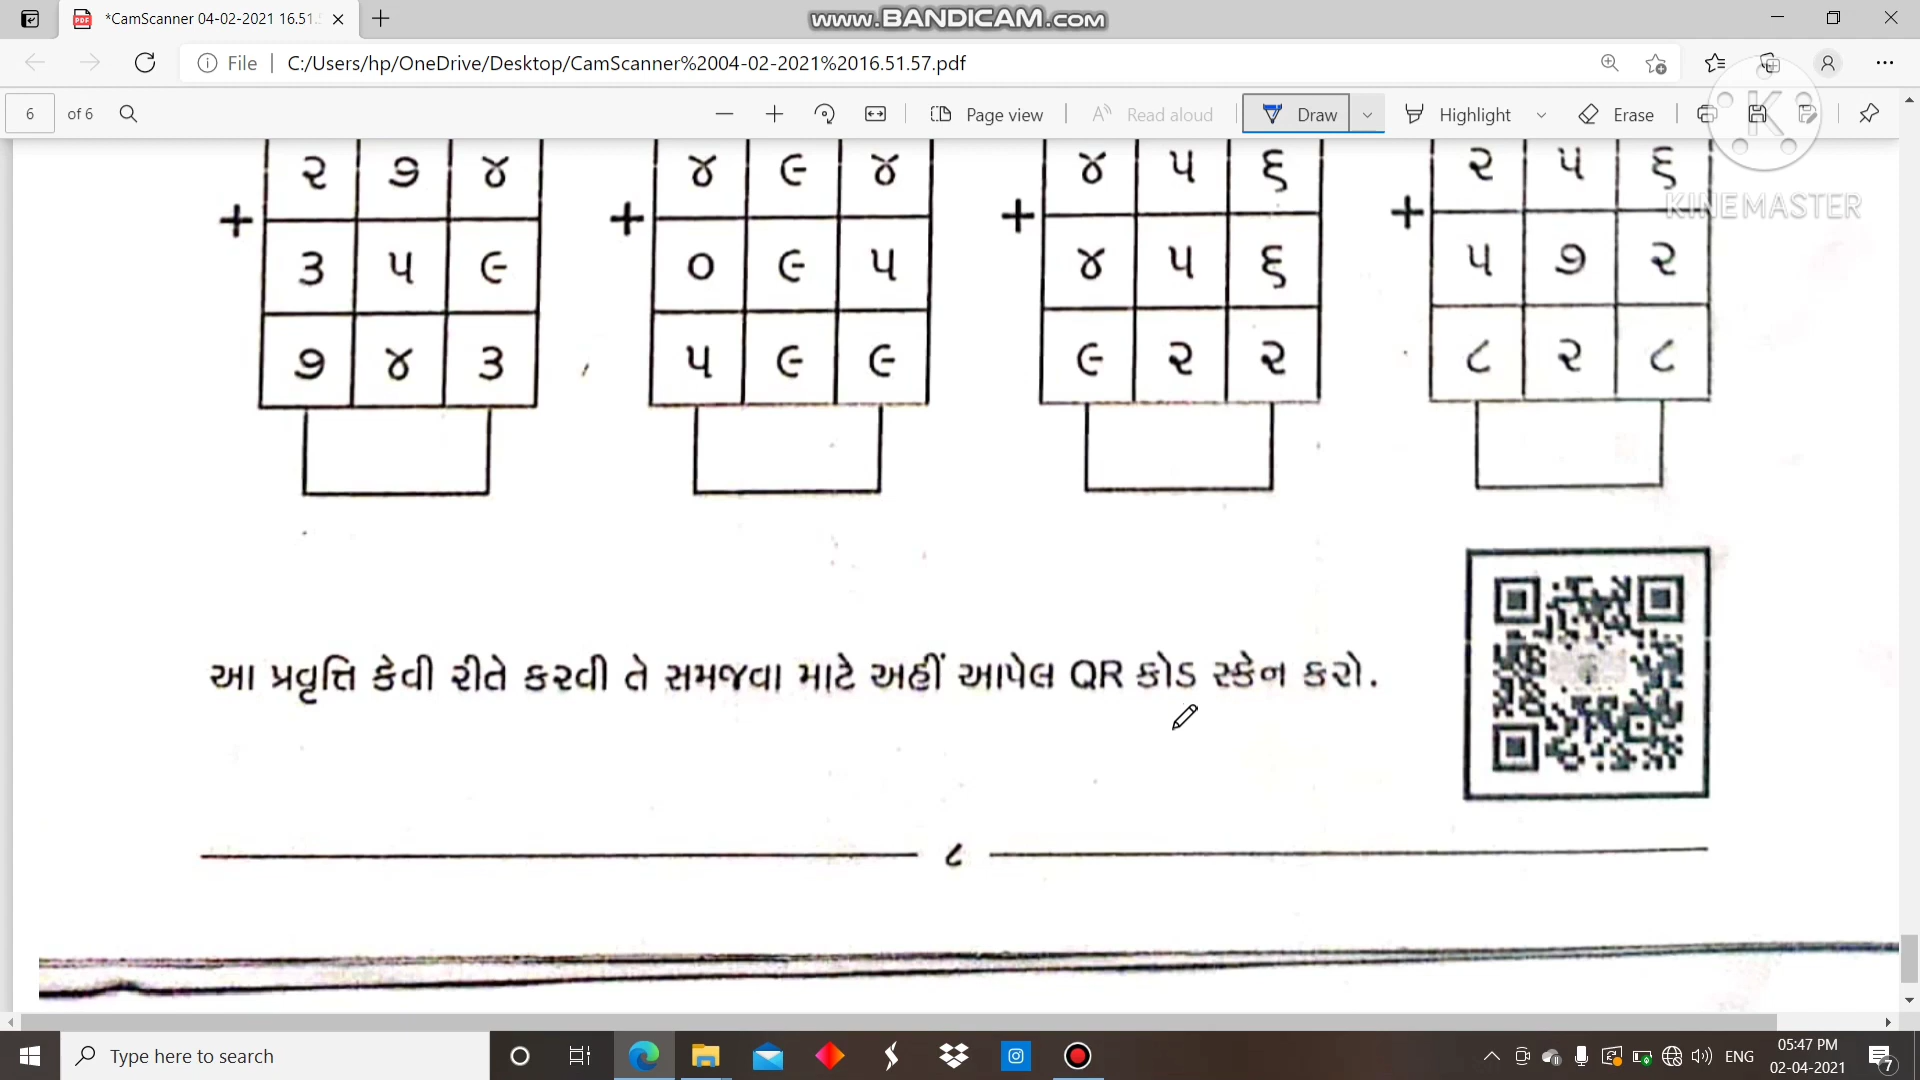 www.BANDICAM.com
*CamScanner 04-02-2021 16.51.5
File
C:/Users/hp/OneDrive/Desktop/CamScanner%2004-02-2021%2016.51.57.pdf
6 of 6
Page view
Read aloud
Draw
Highlight
Erase
K
KINEMASTER
૨ ૭ ૪ ૪ ૯ ૪ ૪ ૫ ૬ ૨ ૫ ૬
+ + + +
૩ ૫ ૯ ૦ ૯ ૫ ૪ ૫ ૬ ૫ ૭ ૨
૭ ૪ ૩ ૫ ૯ ૯ ૯ ૨ ૨ ૮ ૨ ૮
આ પ્રવૃત્તિ કેવી રીતે કરવી તે સમજવા માટે અહીં આપેલ QR કોડ સ્કેન કરો.
૮
Type here to search
ENG
05:47 PM
02-04-2021
7